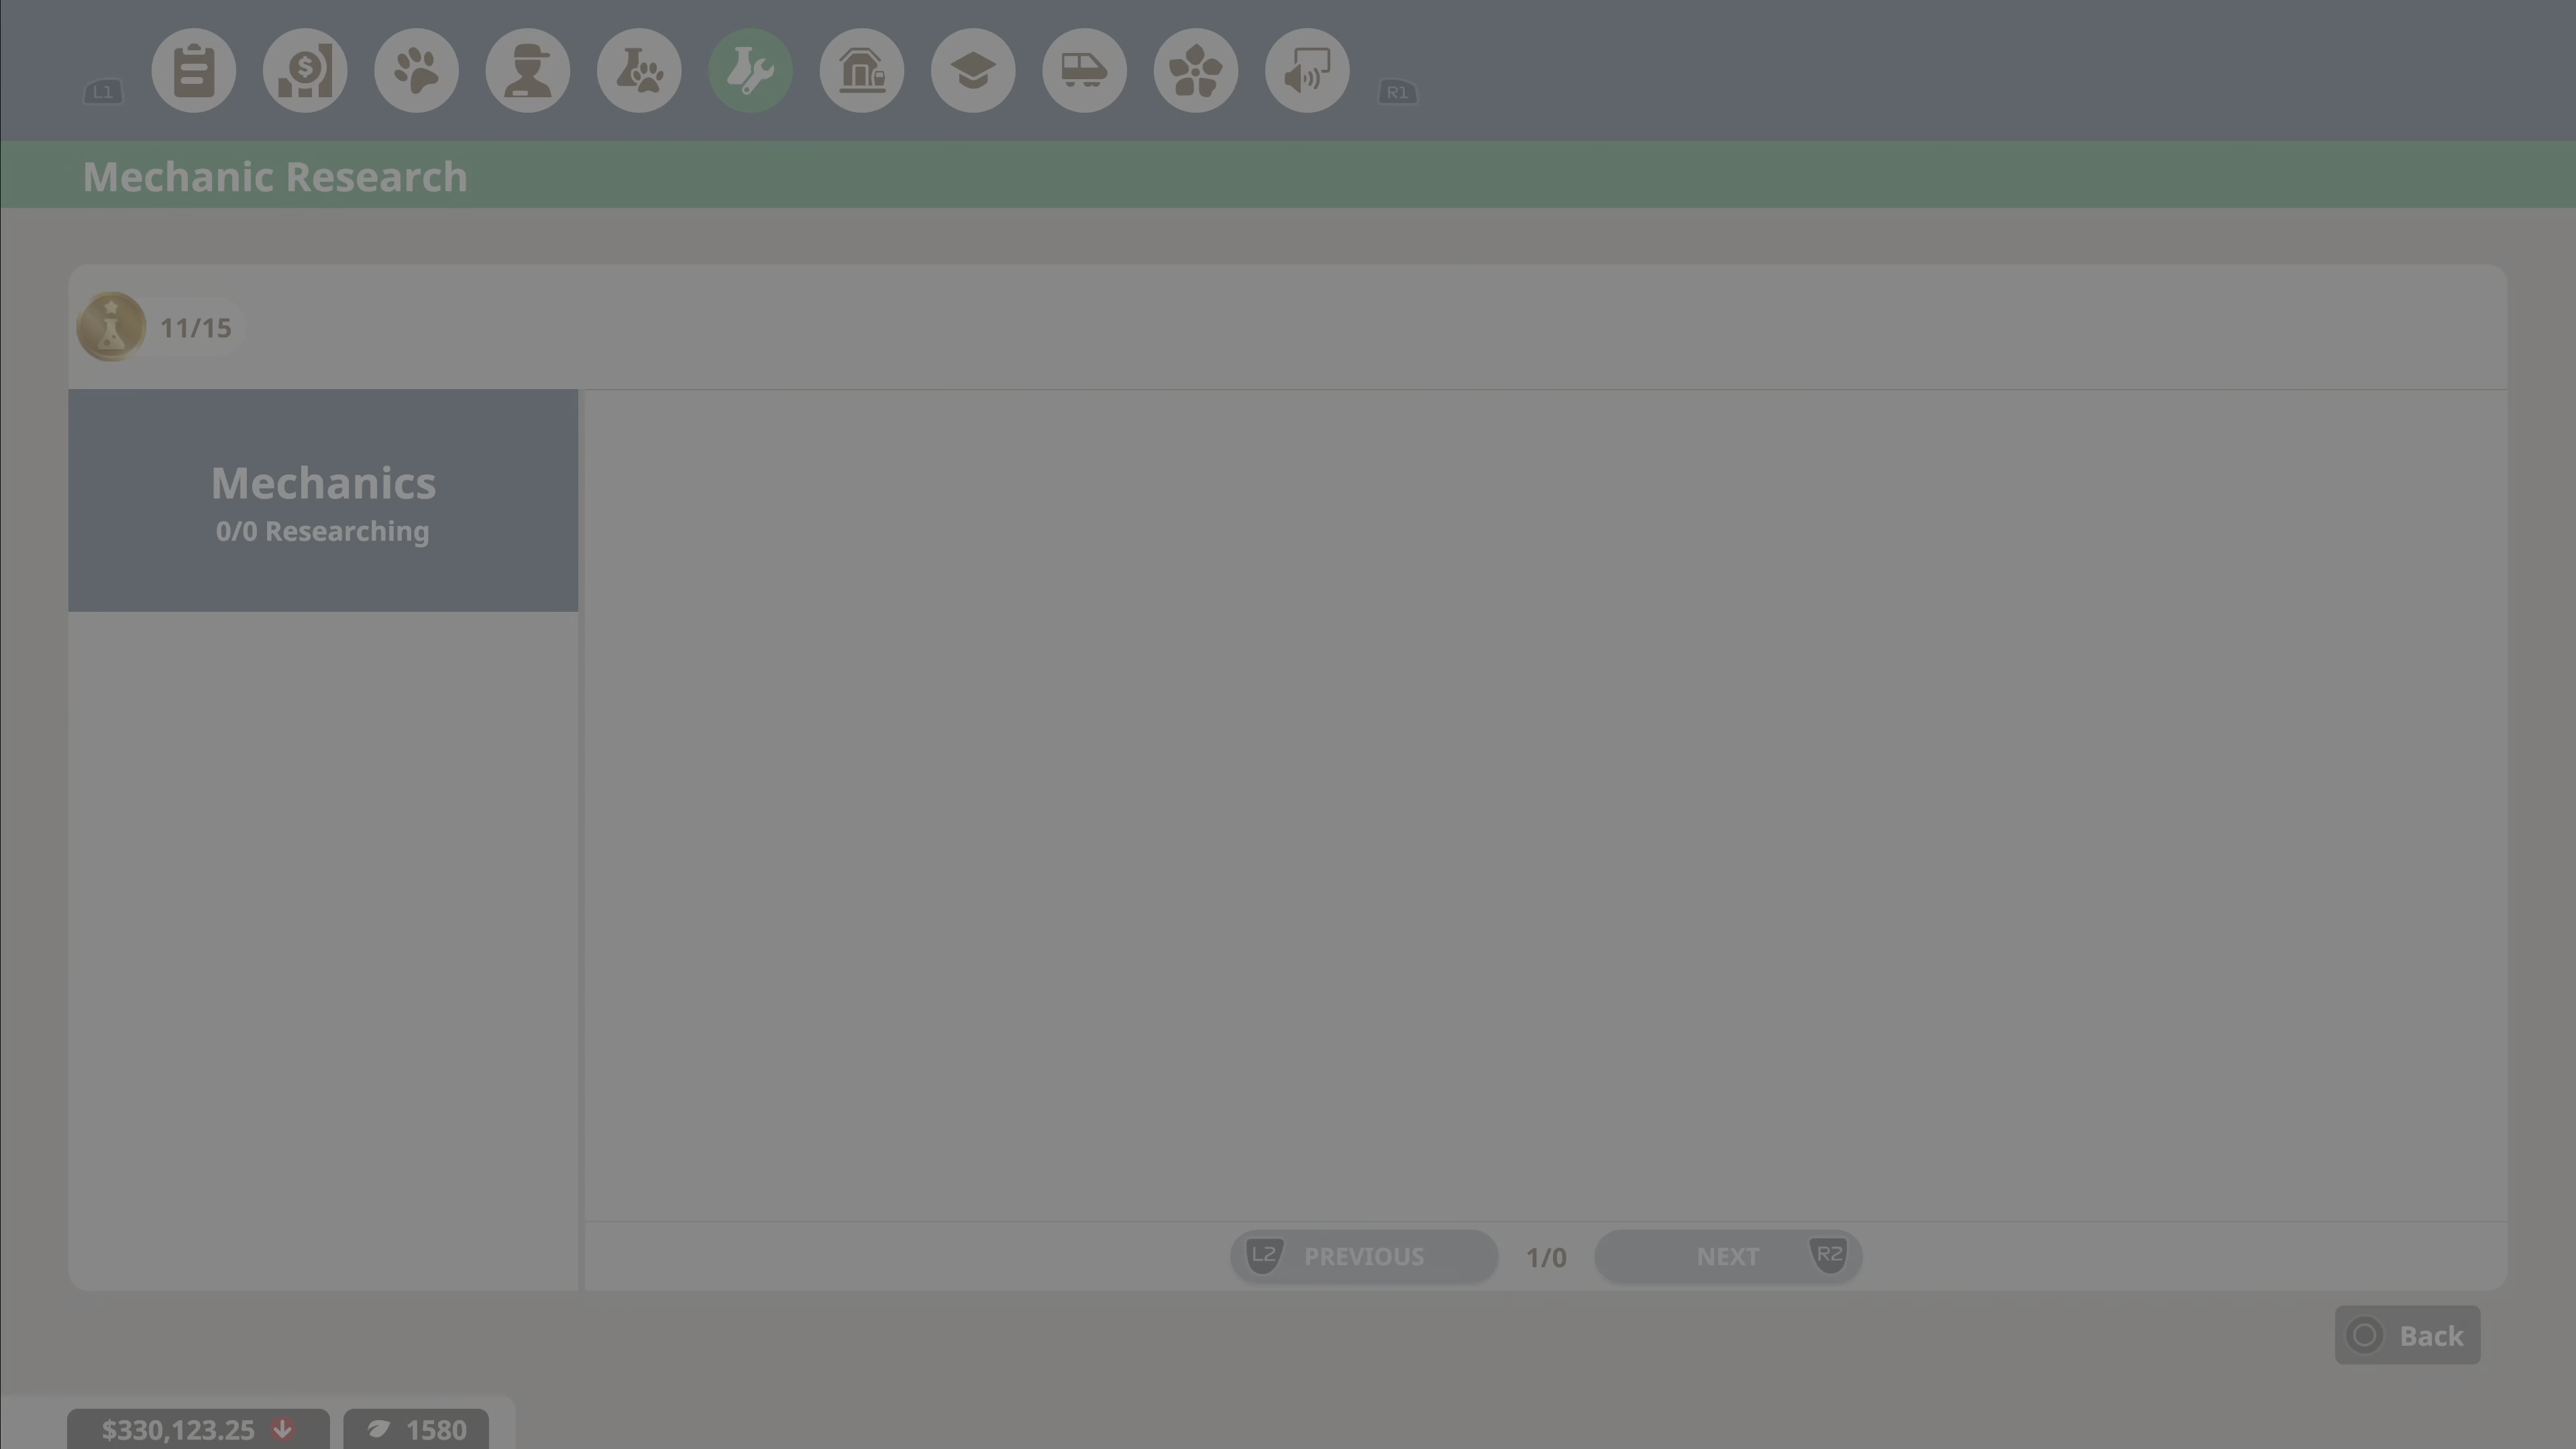 L1
R1
Mechanic Research
11/15
Mechanics
0/0 Researching
L2 PREVIOUS 1/0 NEXT R2
Back
$330,123.25 1580